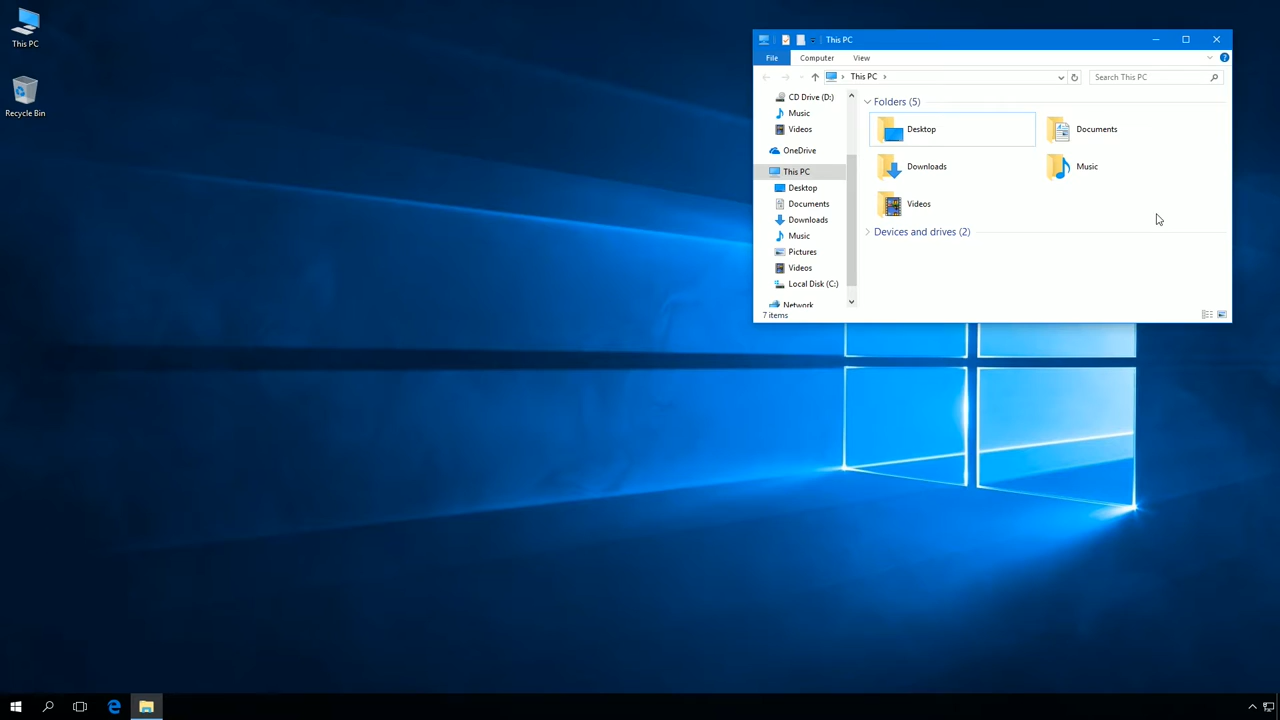 This PC
Recycle Bin
This PC
File Computer View
This PC
Search This PC
CD Drive (D:)
Music
Videos
OneDrive
This PC
Desktop
Documents
Downloads
Music
Pictures
Videos
Local Disk (C:)
Network
Folders (5)
Desktop
Documents
Downloads
Music
Videos
Devices and drives (2)
7 items